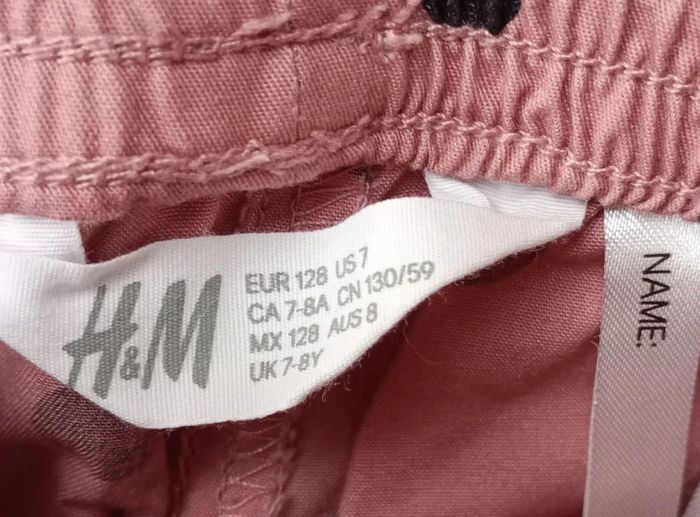 H&M
EUR 128 US 7
CA 7-8A CN 130/59
MX 128 AUS 8
UK 7-8Y
NAME: